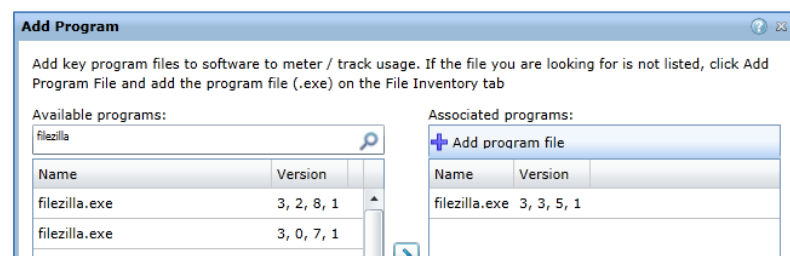 Add Program
Add key program files to software to meter / track usage. If the file you are looking for is not listed, click Add
Program File and add the program file (.exe) on the File Inventory tab
Available programs:
filezilla
Name Version
filezilla.exe 3, 2, 8, 1
filezilla.exe 3, 0, 7, 1
Associated programs:
Add program file
Name Version
filezilla.exe 3, 3, 5, 1